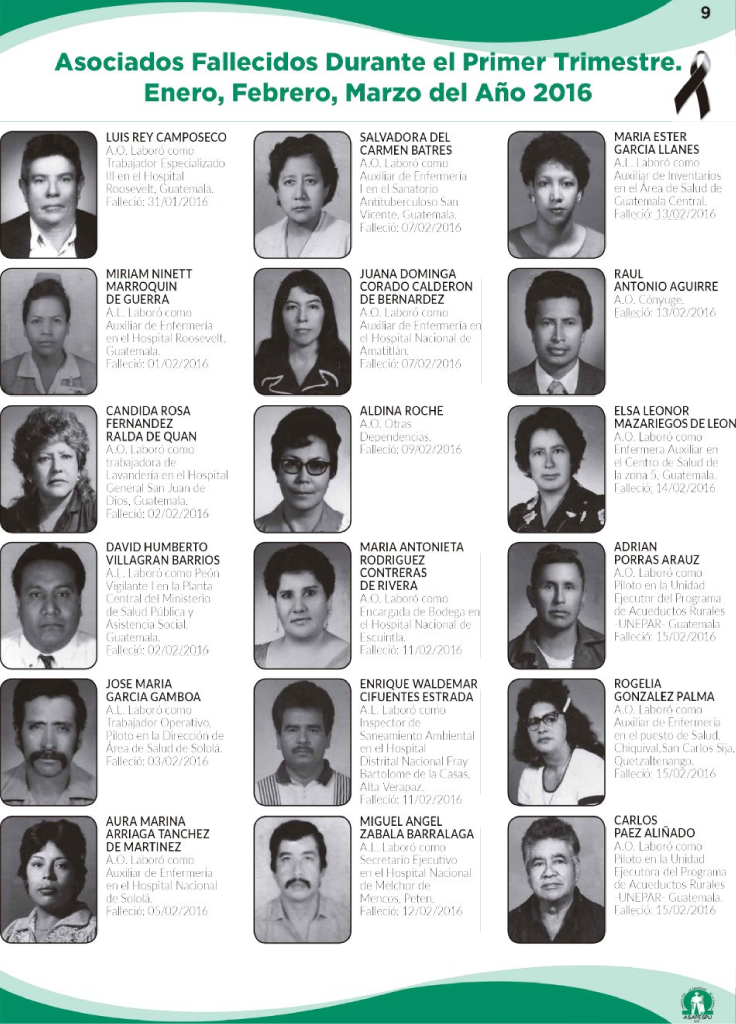 9
Asociados Fallecidos Durante el Primer Trimestre.
Enero, Febrero, Marzo del Año 2016
LUIS REY CAMPOSECO
A.O. Laboró como
Trabajador Especializado
III en el Hospital
Roosevelt, Guatemala.
Falleció: 31/01/2016
MIRIAM NINETT
MARROQUIN
DE GUERRA
A.L. Laboró como
Auxiliar de Enfermería
en el Hospital Roosevelt,
Guatemala.
Falleció: 01/02/2016
CANDIDA ROSA
FERNANDEZ
RALDA DE QUAN
A.O. Laboró como
trabajadora de
Lavandería en el Hospital
General San Juan de
Dios, Guatemala.
Falleció: 02/02/2016
DAVID HUMBERTO
VILLAGRAN BARRIOS
A.L. Laboró como Peón
Vigilante I en la Planta
Central del Ministerio
de Salud Pública y
Asistencia Social,
Guatemala.
Falleció: 02/02/2016
JOSE MARIA
GARCIA GAMBOA
A.L. Laboró como
Trabajador Operativo,
Piloto en la Dirección de
Área de Salud de Sololá.
Falleció: 03/02/2016
AURA MARINA
ARRIAGA TANCHEZ
DE MARTINEZ
A.O. Laboró como
Auxiliar de Enfermería
en el Hospital Nacional
de Sololá.
Falleció: 05/02/2016
SALVADORA DEL
CARMEN BATRES
A.O. Laboró como
Auxiliar de Enfermería
I en el Sanatorio
Antituberculoso San
Vicente, Guatemala.
Falleció: 07/02/2016
JUANA DOMINGA
CORADO CALDERON
DE BERNARDEZ
A.O. Laboró como
Auxiliar de Enfermería en
el Hospital Nacional de
Amatitlán.
Falleció: 07/02/2016
ALDINA ROCHE
A.O. Otras
Dependencias.
Falleció: 09/02/2016
MARIA ANTONIETA
RODRIGUEZ
CONTRERAS
DE RIVERA
A.O. Laboró como
Encargada de Bodega en
el Hospital Nacional de
Escuintla.
Falleció: 11/02/2016
ENRIQUE WALDEMAR
CIFUENTES ESTRADA
A.L. Laboró como
Inspector de
Saneamiento Ambiental
en el Hospital
Distrital Nacional Fray
Bartolome de la Casas,
Alta Verapaz.
Falleció: 11/02/2016
MIGUEL ANGEL
ZABALA BARRALAGA
A.L. Laboró como
Secretario Ejecutivo
en el Hospital Nacional
de Melchor de
Mencos, Peten.
Falleció: 12/02/2016
MARIA ESTER
GARCIA LLANES
A.L. Laboró como
Auxiliar de Inventarios
en el Área de Salud de
Guatemala Central.
Falleció: 13/02/2016
RAUL
ANTONIO AGUIRRE
A.O. Cónyuge.
Falleció: 13/02/2016
ELSA LEONOR
MAZARIEGOS DE LEON
A.O. Laboró como
Enfermera Auxiliar en
el Centro de Salud de
la zona 5, Guatemala.
Falleció: 14/02/2016
ADRIAN
PORRAS ARAUZ
A.O. Laboró como
Piloto en la Unidad
Ejecutor del Programa
de Acueductos Rurales
-UNEPAR- Guatemala
Falleció: 15/02/2016
ROGELIA
GONZALEZ PALMA
A.O. Laboró como
Auxiliar de Enfermería
en el puesto de Salud,
Chiquival,San Carlos Sija,
Quetzaltenango.
Falleció: 15/02/2016
CARLOS
PAEZ ALIÑADO
A.O. Laboró como
Piloto en la Unidad
Ejecutora del Programa
de Acueductos Rurales
-UNEPAR- Guatemala.
Falleció: 15/02/2016